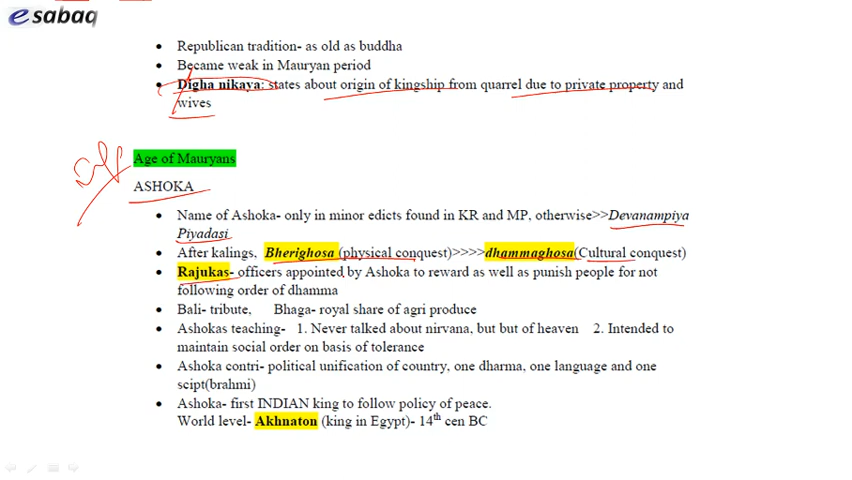 esabaq
Republican tradition- as old as buddha
Became weak in Mauryan period
Digha nikaya: states about origin of kingship from quarrel due to private property and
wives
Age of Mauryans
ASHOKA
Name of Ashoka- only in minor edicts found in KR and MP, otherwise>>Devanampiya
Piyadasi
After kalings, Bherighosa (physical conquest)>>>>dhammaghosa(Cultural conquest)
Rajukas- officers appointed by Ashoka to reward as well as punish people for not
following order of dhamma
Bali- tribute, Bhaga- royal share of agri produce
Ashokas teaching- 1. Never talked about nirvana, but but of heaven 2. Intended to
maintain social order on basis of tolerance
Ashoka contri- political unification of country, one dharma, one language and one
scipt(brahmi)
Ashoka- first INDIAN king to follow policy of peace.
World level- Akhnaton (king in Egypt)- 14th cen BC